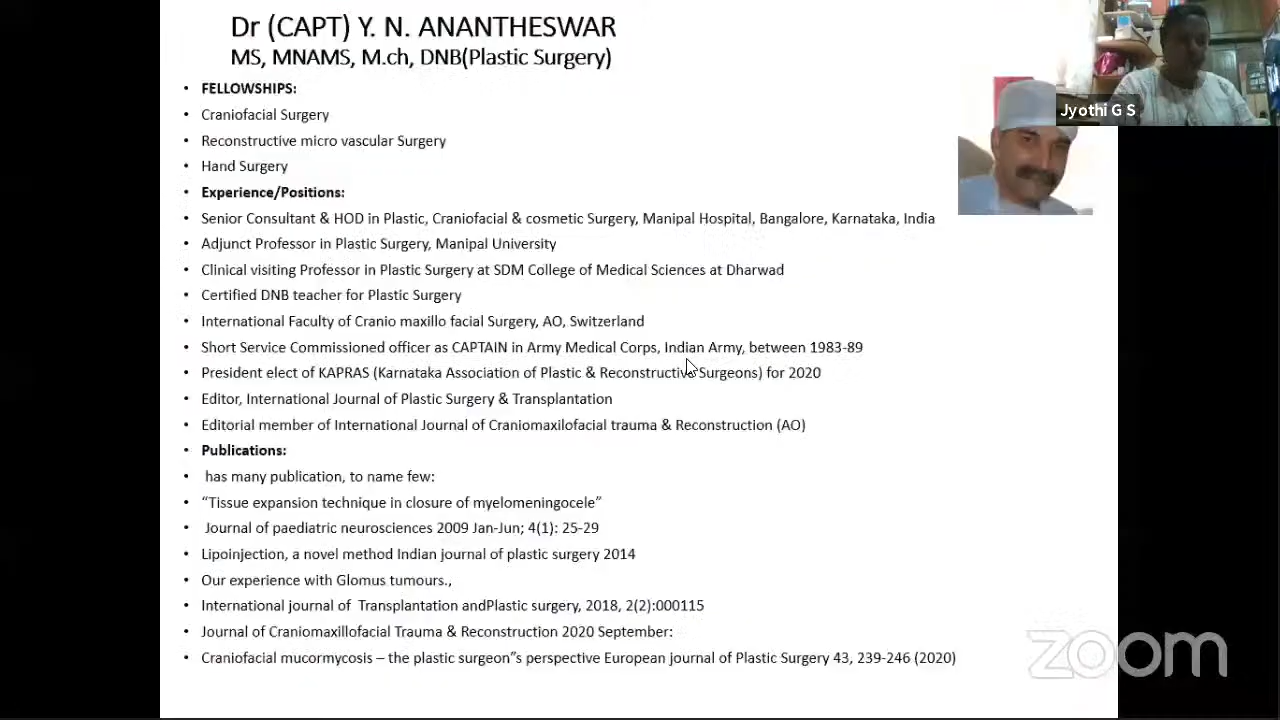 Dr (CAPT) Y. N. ANANTHESWAR
MS, MNAMS, M.ch, DNB(Plastic Surgery)
• FELLOWSHIPS:
• Craniofacial Surgery
• Reconstructive micro vascular Surgery
• Hand Surgery
• Experience/Positions:
• Senior Consultant & HOD in Plastic, Craniofacial & cosmetic Surgery, Manipal Hospital, Bangalore, Karnataka, India
• Adjunct Professor in Plastic Surgery, Manipal University
• Clinical visiting Professor in Plastic Surgery at SDM College of Medical Sciences at Dharwad
• Certified DNB teacher for Plastic Surgery
• International Faculty of Cranio maxillo facial Surgery, AO, Switzerland
• Short Service Commissioned officer as CAPTAIN in Army Medical Corps, Indian Army, between 1983-89
• President elect of KAPRAS (Karnataka Association of Plastic & Reconstructive Surgeons) for 2020
• Editor, International Journal of Plastic Surgery & Transplantation
• Editorial member of International Journal of Craniomaxilofacial trauma & Reconstruction (AO)
• Publications:
• has many publication, to name few:
• “Tissue expansion technique in closure of myelomeningocele”
• Journal of paediatric neurosciences 2009 Jan-Jun; 4(1): 25-29
• Lipoinjection, a novel method Indian journal of plastic surgery 2014
• Our experience with Glomus tumours.,
• International journal of Transplantation andPlastic surgery, 2018, 2(2):000115
• Journal of Craniomaxillofacial Trauma & Reconstruction 2020 September:
• Craniofacial mucormycosis – the plastic surgeon”s perspective European journal of Plastic Surgery 43, 239-246 (2020)
Jyothi G S
zoom